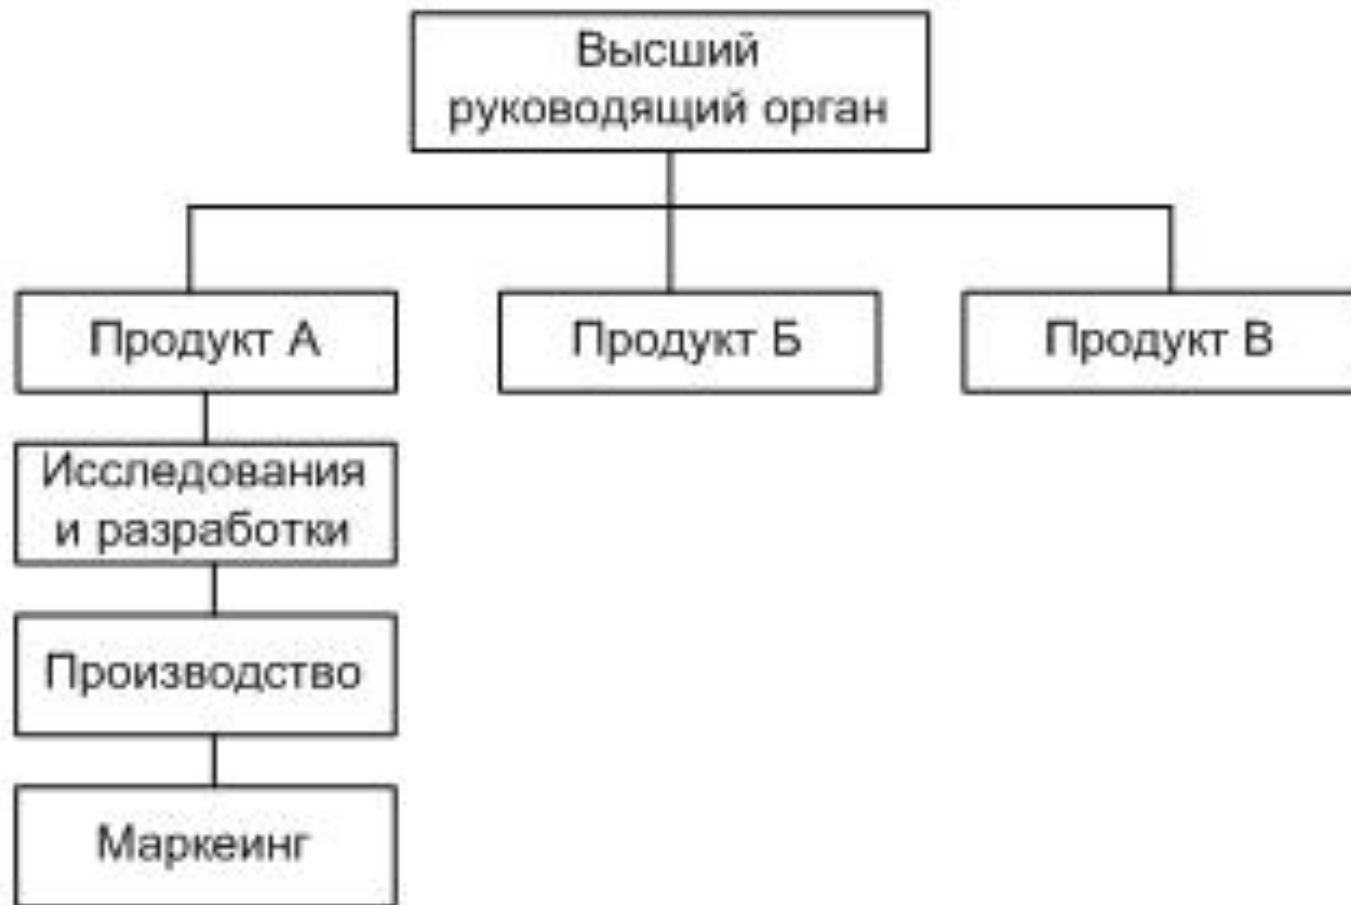 Высший
руководящий орган
Продукт А
Продукт Б
Продукт В
Исследования
и разработки
Производство
Маркеинг